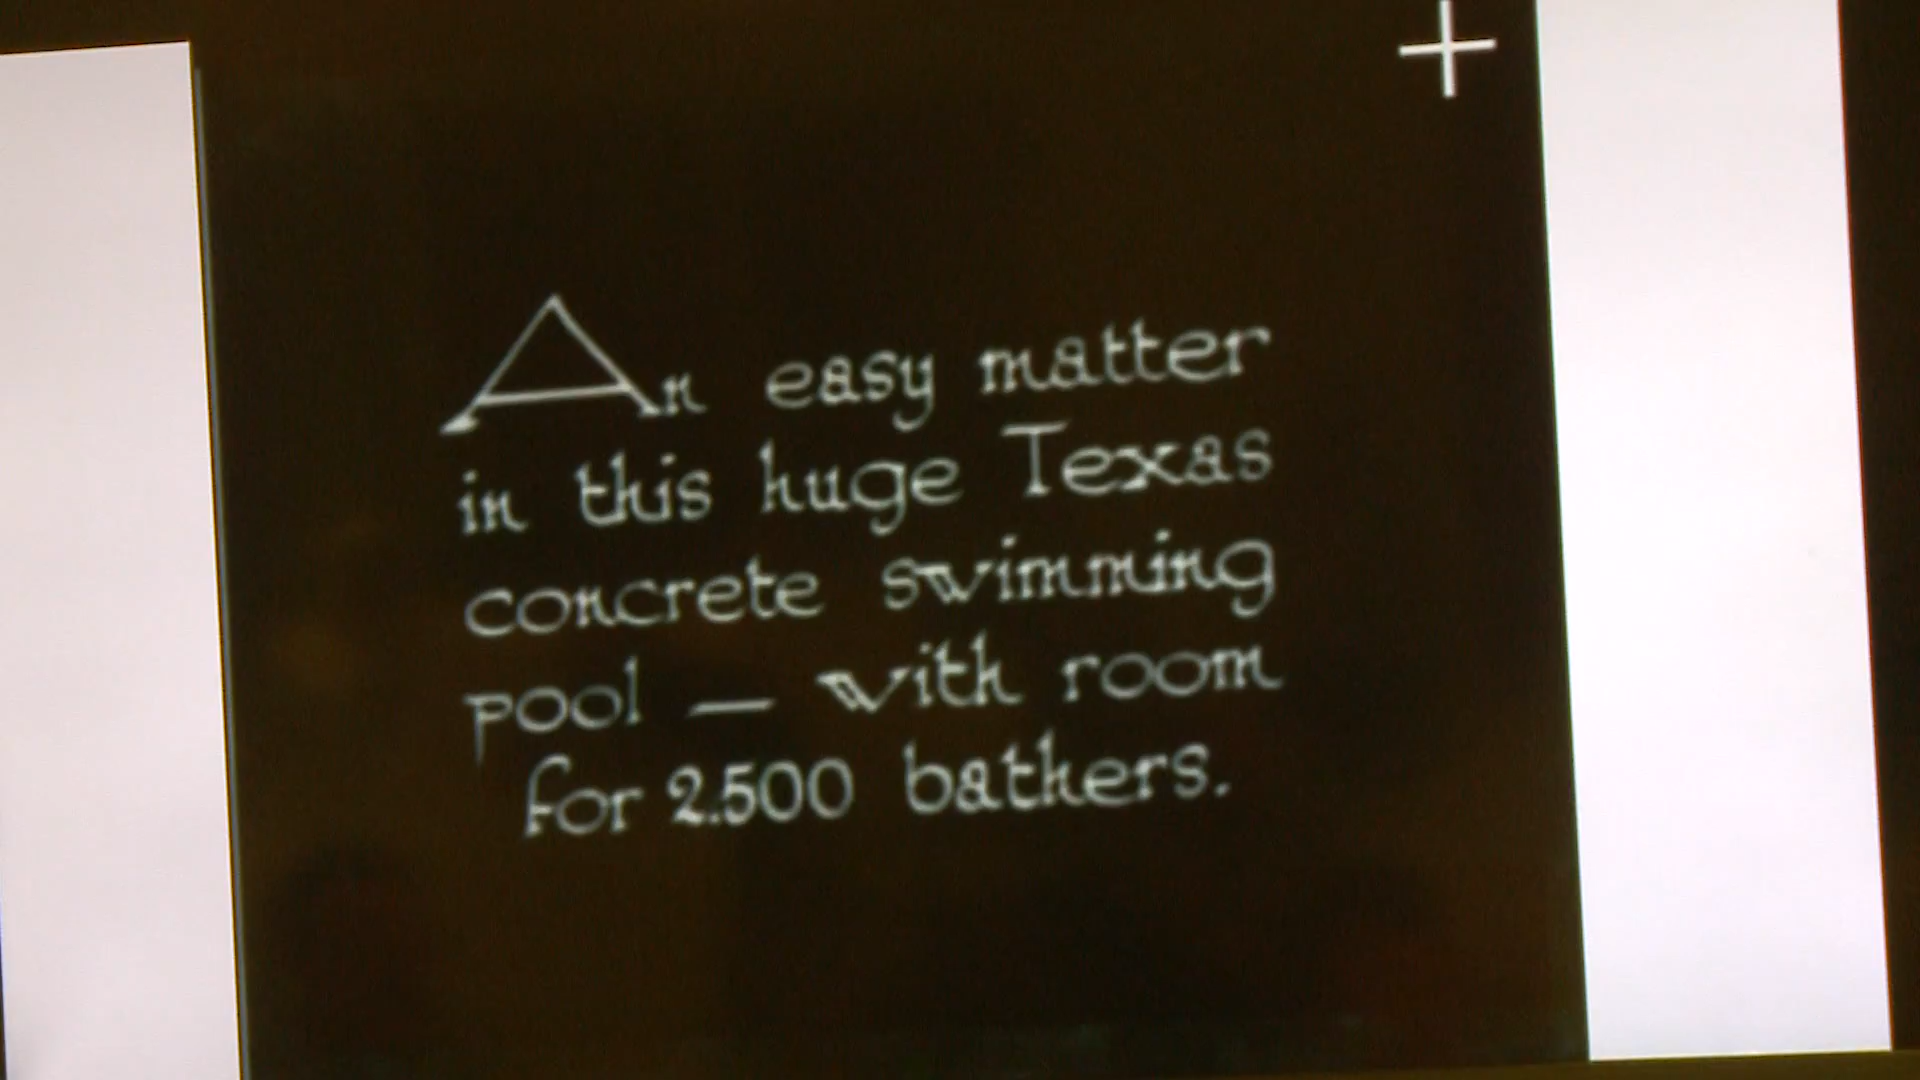 An easy matter
in this huge Texas
concrete swimming
pool — with room
for 2.500 bathers.